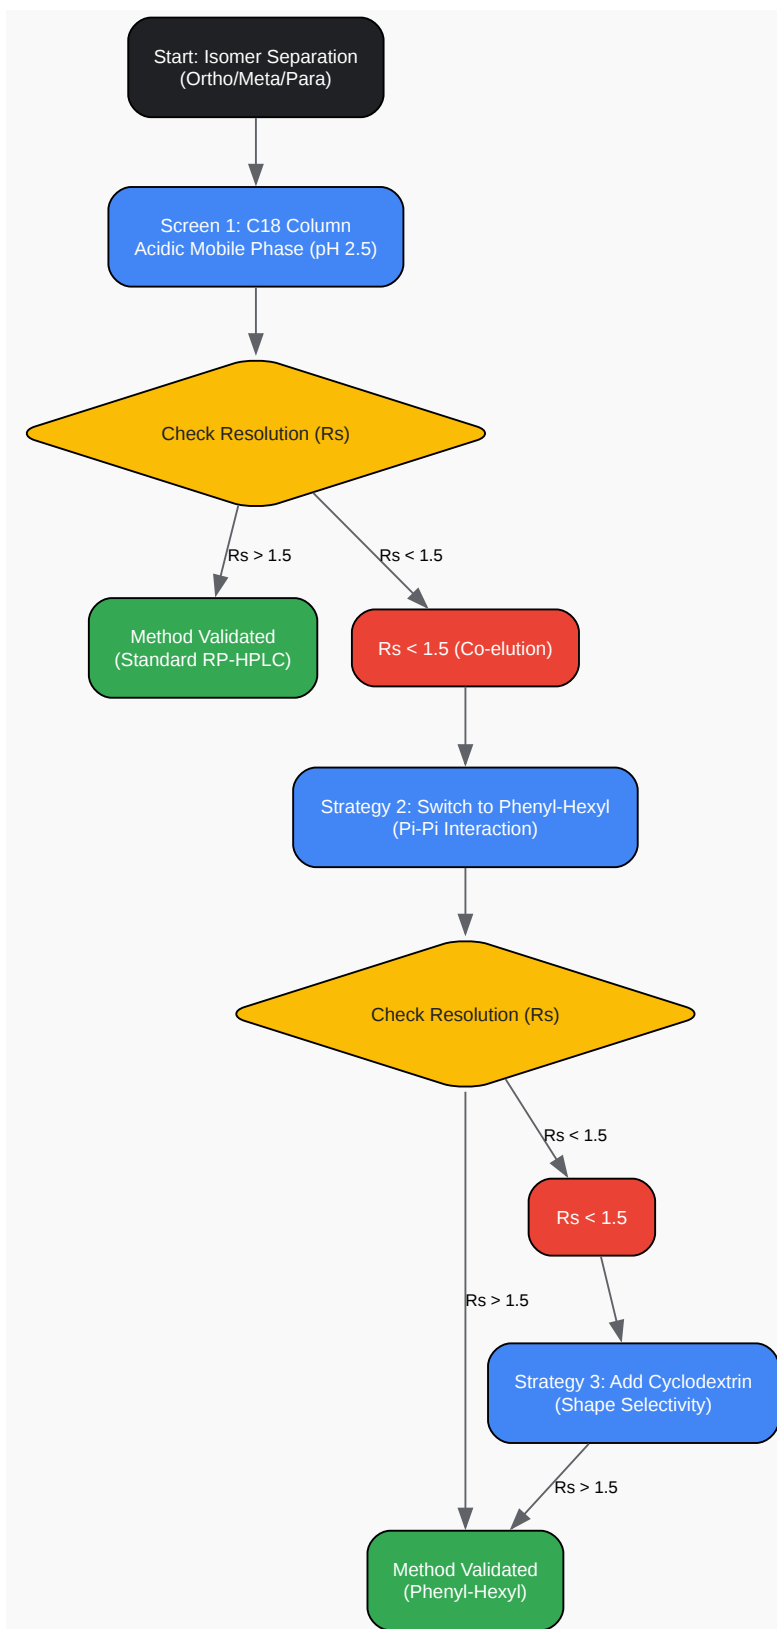 Start: Isomer Separation
(Ortho/Meta/Para)
Screen 1: C18 Column
Acidic Mobile Phase (pH 2.5)
Check Resolution (Rs)
Rs > 1.5
Rs < 1.5
Method Validated
(Standard RP-HPLC)
Rs < 1.5 (Co-elution)
Strategy 2: Switch to Phenyl-Hexyl
(Pi-Pi Interaction)
Check Resolution (Rs)
Rs < 1.5
Rs < 1.5
Rs > 1.5
Strategy 3: Add Cyclodextrin
(Shape Selectivity)
Rs > 1.5
Method Validated
(Phenyl-Hexyl)